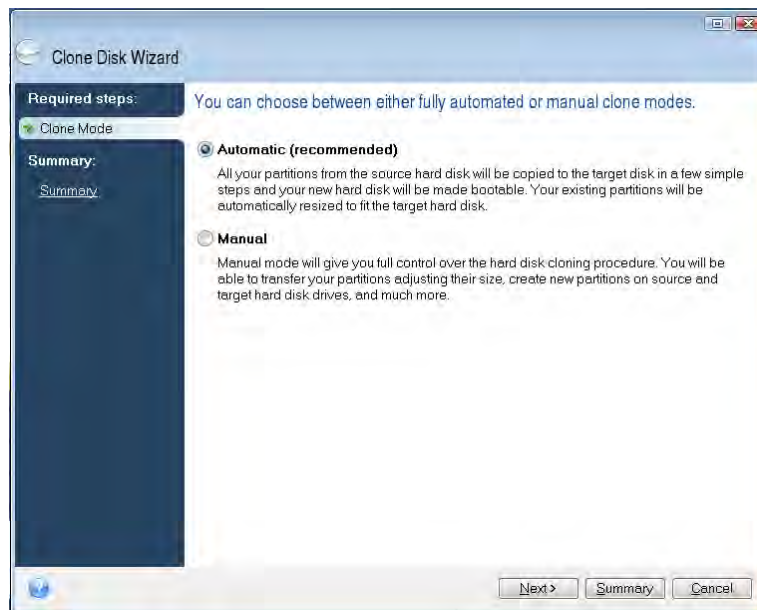 Clone Disk Wizard
Required steps:
Clone Mode
Summary:
Summary
You can choose between either fully automated or manual clone modes.
Automatic (recommended)
All your partitions from the source hard disk will be copied to the target disk in a few simple
steps and your new hard disk will be made bootable. Your existing partitions will be
automatically resized to fit the target hard disk.
Manual
Manual mode will give you full control over the hard disk cloning procedure. You will be
able to transfer your partitions adjusting their size, create new partitions on source and
target hard disk drives, and much more.
Next >
Summary
Cancel